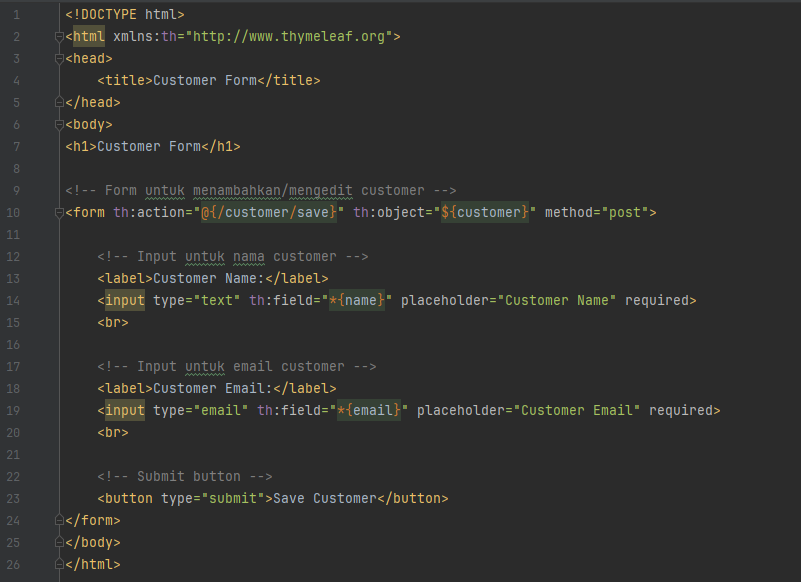 1 <!DOCTYPE html>
2 <html xmlns:th="http://www.thymeleaf.org">
3 <head>
4     <title>Customer Form</title>
5 </head>
6 <body>
7 <h1>Customer Form</h1>
8
9 <!-- Form untuk menambahkan/mengedit customer -->
10 <form th:action="@{/customer/save}" th:object="${customer}" method="post">
11
12     <!-- Input untuk nama customer -->
13     <label>Customer Name:</label>
14     <input type="text" th:field="*{name}" placeholder="Customer Name" required>
15     <br>
16
17     <!-- Input untuk email customer -->
18     <label>Customer Email:</label>
19     <input type="email" th:field="*{email}" placeholder="Customer Email" required>
20     <br>
21
22     <!-- Submit button -->
23     <button type="submit">Save Customer</button>
24 </form>
25 </body>
26 </html>